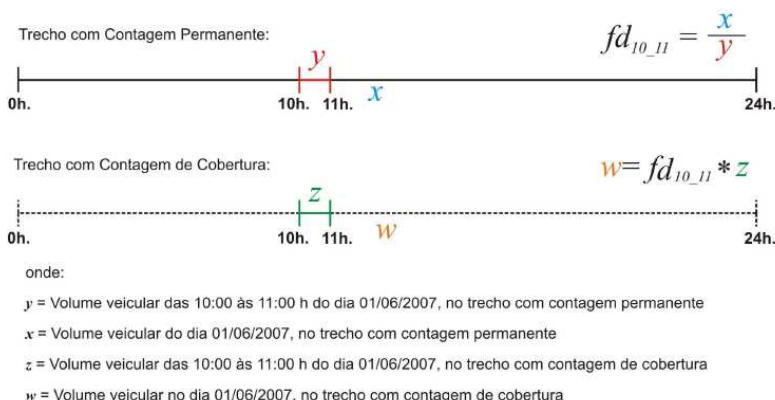 Trecho com Contagem Permanente:
fd10_11 = x/y
y
0h. 10h. 11h. x 24h.
Trecho com Contagem de Cobertura:
w= fd10_11 * z
z
0h. 10h. 11h. w 24h.
onde:
y = Volume veicular das 10:00 às 11:00 h do dia 01/06/2007, no trecho com contagem permanente
x = Volume veicular do dia 01/06/2007, no trecho com contagem permanente
z = Volume veicular das 10:00 às 11:00 h do dia 01/06/2007, no trecho com contagem de cobertura
w = Volume veicular no dia 01/06/2007, no trecho com contagem de cobertura